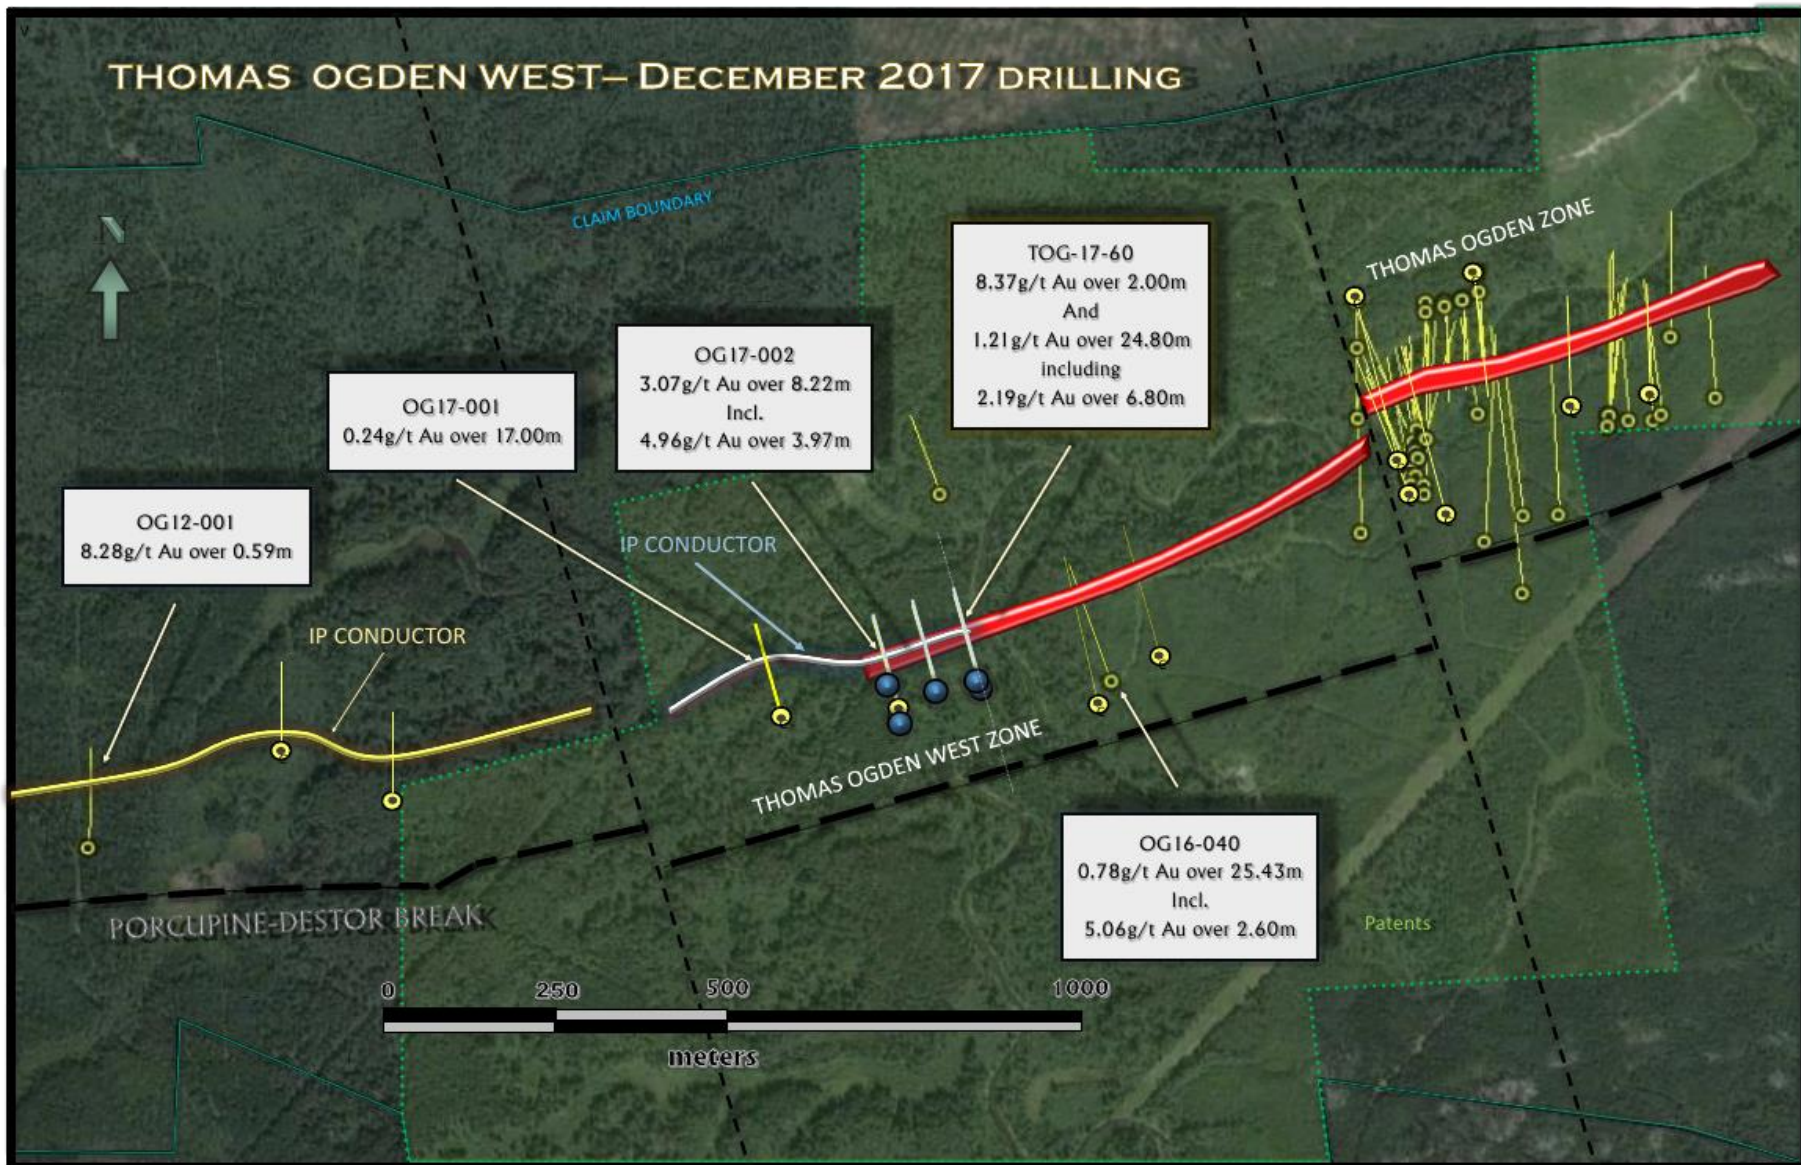 THOMAS OGDEN WEST– DECEMBER 2017 DRILLING
N
CLAIM BOUNDARY
THOMAS OGDEN ZONE
TOG-17-60
8.37g/t Au over 2.00m
And
1.21g/t Au over 24.80m
including
2.19g/t Au over 6.80m
OG17-002
3.07g/t Au over 8.22m
Incl.
4.96g/t Au over 3.97m
OG17-001
0.24g/t Au over 17.00m
OG12-001
8.28g/t Au over 0.59m
IP CONDUCTOR
IP CONDUCTOR
THOMAS OGDEN WEST ZONE
OG16-040
0.78g/t Au over 25.43m
Incl.
5.06g/t Au over 2.60m
PORCUPINE-DESTOR BREAK
Patents
0 250 500 1000
meters